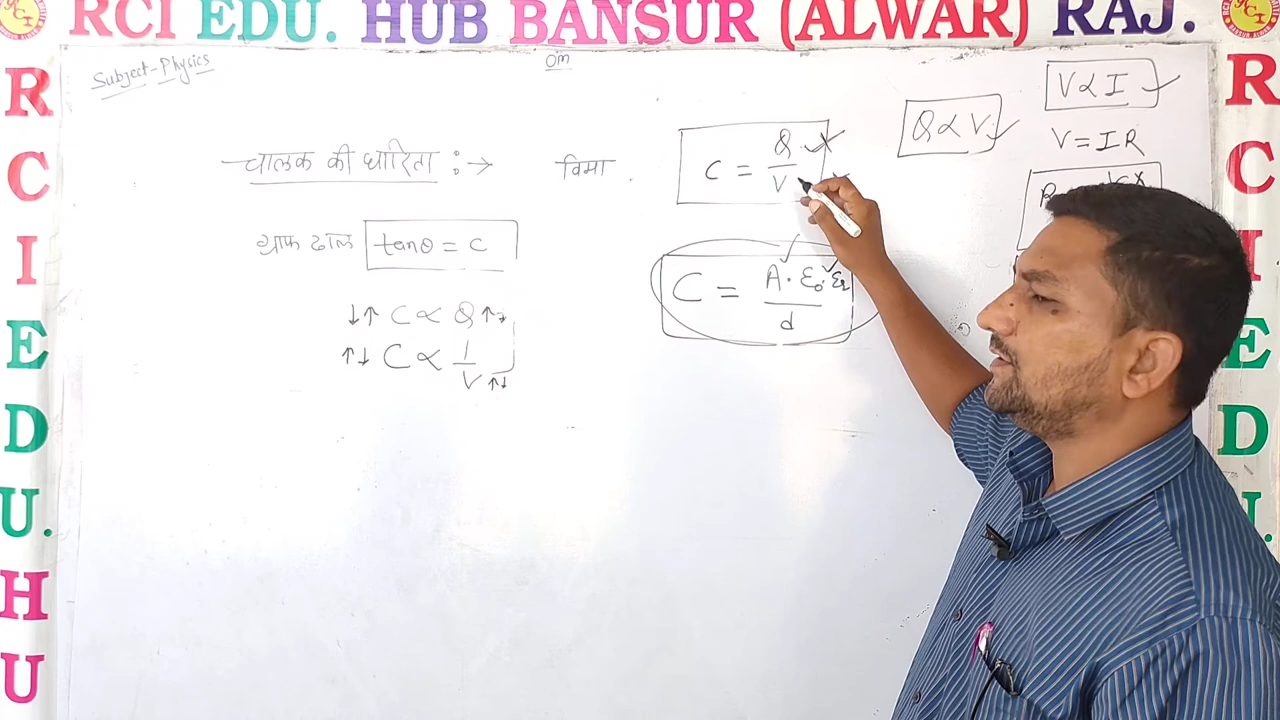 RCI EDU. HUB BANSUR (ALWAR) RAJ.
Subject-Physics
om
चालक की धारिता :→
विमा
C = Q/V
Q ∝ V
V ∝ I
V = IR
ग्राफ ढाल tanθ = C
C = A·ε₀·εr/d
↓↑ C ∝ Q ↑↓
↑↓ C ∝ 1/V ↑↓
R
C
I
E
D
U.
H
U
R
C
I
E
D